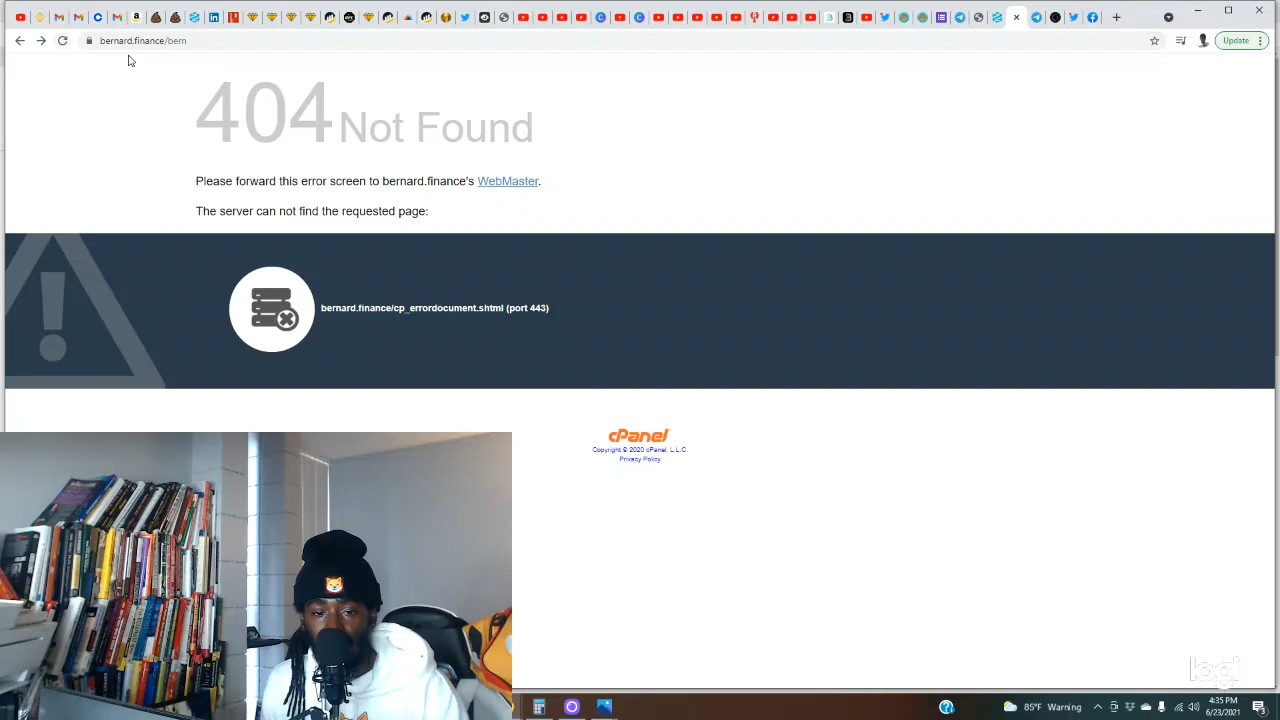 bernard.finance/bern
Update
404 Not Found
Please forward this error screen to bernard.finance's WebMaster.
The server can not find the requested page:
bernard.finance/cp_errordocument.shtml (port 443)
cPanel
Copyright © 2020 cPanel, L.L.C.
Privacy Policy
logi
85°F Warning
4:35 PM
6/23/2021